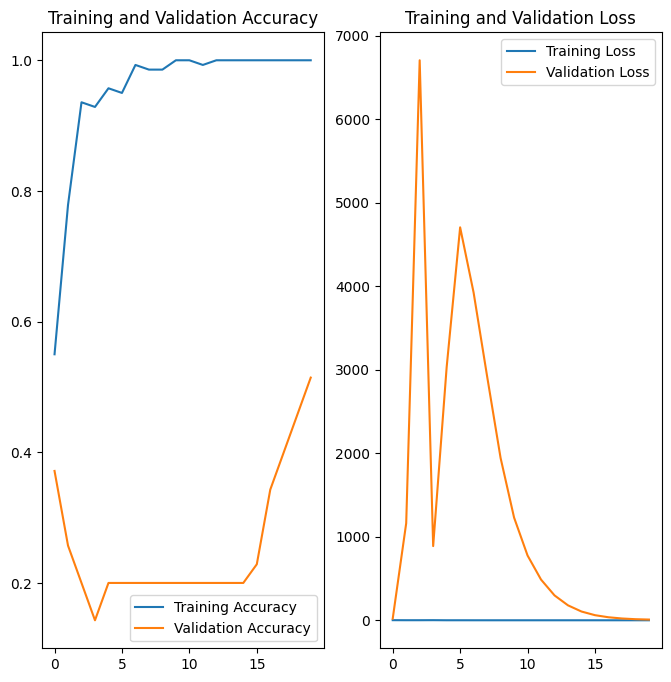 Training and Validation Accuracy
1.0
0.8
0.6
0.4
0.2
0 5 10 15
Training Accuracy
Validation Accuracy
Training and Validation Loss
7000
6000
5000
4000
3000
2000
1000
0
0 5 10 15
Training Loss
Validation Loss